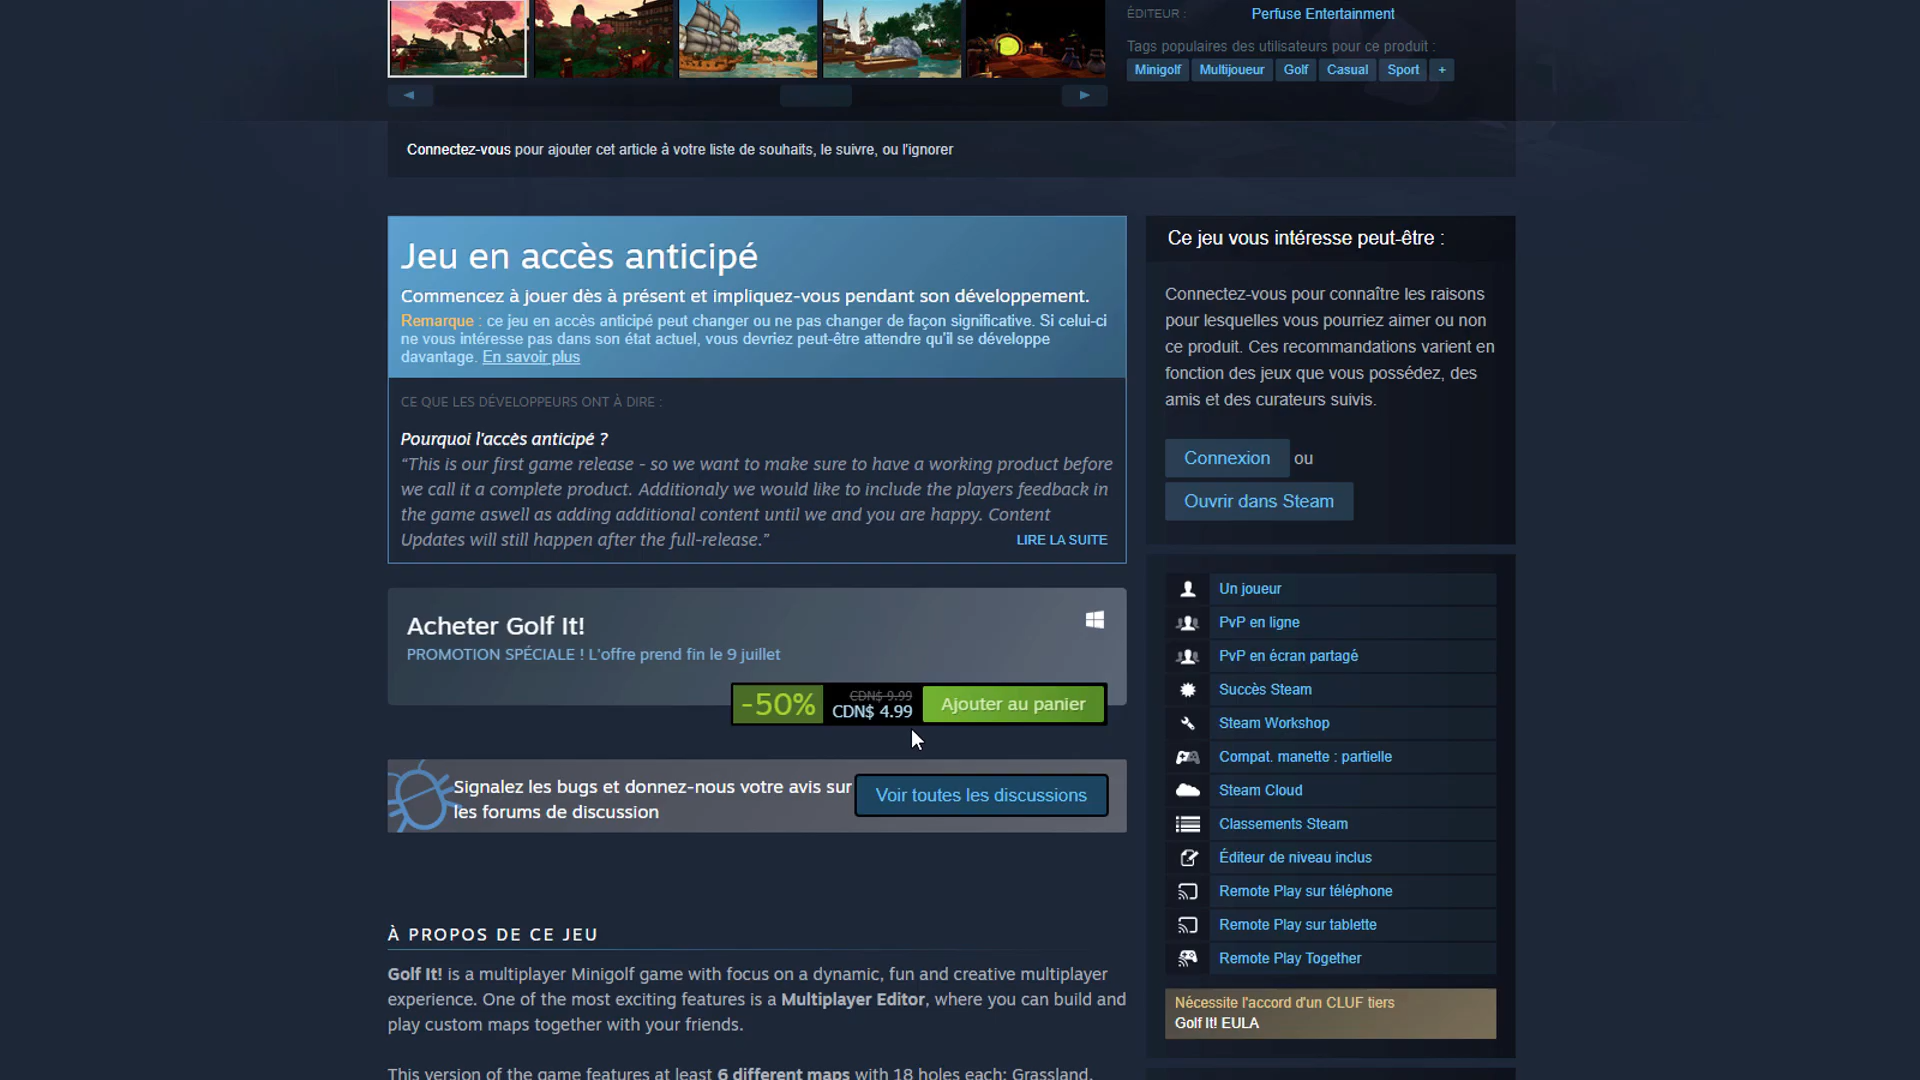 ÉDITEUR : Perfuse Entertainment
Tags populaires des utilisateurs pour ce produit :
Minigolf Multijoueur Golf Casual Sport +
Connectez-vous pour ajouter cet article à votre liste de souhaits, le suivre, ou l'ignorer
Jeu en accès anticipé
Commencez à jouer dès à présent et impliquez-vous pendant son développement.
Remarque : ce jeu en accès anticipé peut changer ou ne pas changer de façon significative. Si celui-ci
ne vous intéresse pas dans son état actuel, vous devriez peut-être attendre qu'il se développe
davantage. En savoir plus
CE QUE LES DÉVELOPPEURS ONT À DIRE :
Pourquoi l'accès anticipé ?
“This is our first game release - so we want to make sure to have a working product before
we call it a complete product. Additionaly we would like to include the players feedback in
the game aswell as adding additional content until we and you are happy. Content
Updates will still happen after the full-release.”
LIRE LA SUITE
Acheter Golf It!
PROMOTION SPÉCIALE ! L'offre prend fin le 9 juillet
-50%
CDN$ 9.99
CDN$ 4.99
Ajouter au panier
Signalez les bugs et donnez-nous votre avis sur
les forums de discussion
Voir toutes les discussions
À PROPOS DE CE JEU
Golf It! is a multiplayer Minigolf game with focus on a dynamic, fun and creative multiplayer
experience. One of the most exciting features is a Multiplayer Editor, where you can build and
play custom maps together with your friends.
This version of the game features at least 6 different maps with 18 holes each: Grassland,
Ce jeu vous intéresse peut-être :
Connectez-vous pour connaître les raisons
pour lesquelles vous pourriez aimer ou non
ce produit. Ces recommandations varient en
fonction des jeux que vous possédez, des
amis et des curateurs suivis.
Connexion ou
Ouvrir dans Steam
Un joueur
PvP en ligne
PvP en écran partagé
Succès Steam
Steam Workshop
Compat. manette : partielle
Steam Cloud
Classements Steam
Éditeur de niveau inclus
Remote Play sur téléphone
Remote Play sur tablette
Remote Play Together
Nécessite l'accord d'un CLUF tiers
Golf It! EULA